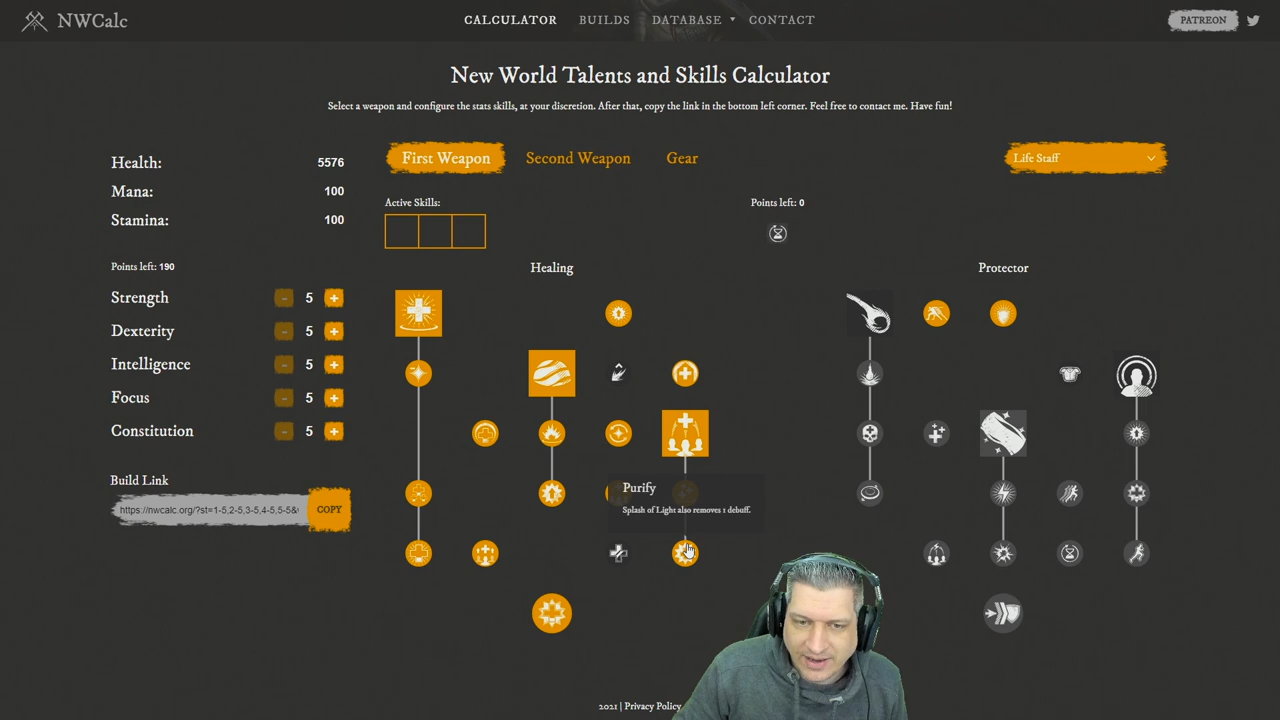 NWCalc
CALCULATOR
BUILDS
DATABASE
CONTACT
PATREON
New World Talents and Skills Calculator
Select a weapon and configure the stats skills, at your discretion. After that, copy the link in the bottom left corner. Feel free to contact me. Have fun!
Health: 5576
Mana: 100
Stamina: 100
Points left: 190
Strength - 5 +
Dexterity - 5 +
Intelligence - 5 +
Focus - 5 +
Constitution - 5 +
Build Link
https://nwcalc.org/?st=1-5,2-5,3-5,4-5,5-5&
COPY
First Weapon
Second Weapon
Gear
Life Staff
Active Skills:
Points left: 0
Healing
Protector
Purify
Splash of Light also removes 1 debuff.
2021 | Privacy Policy